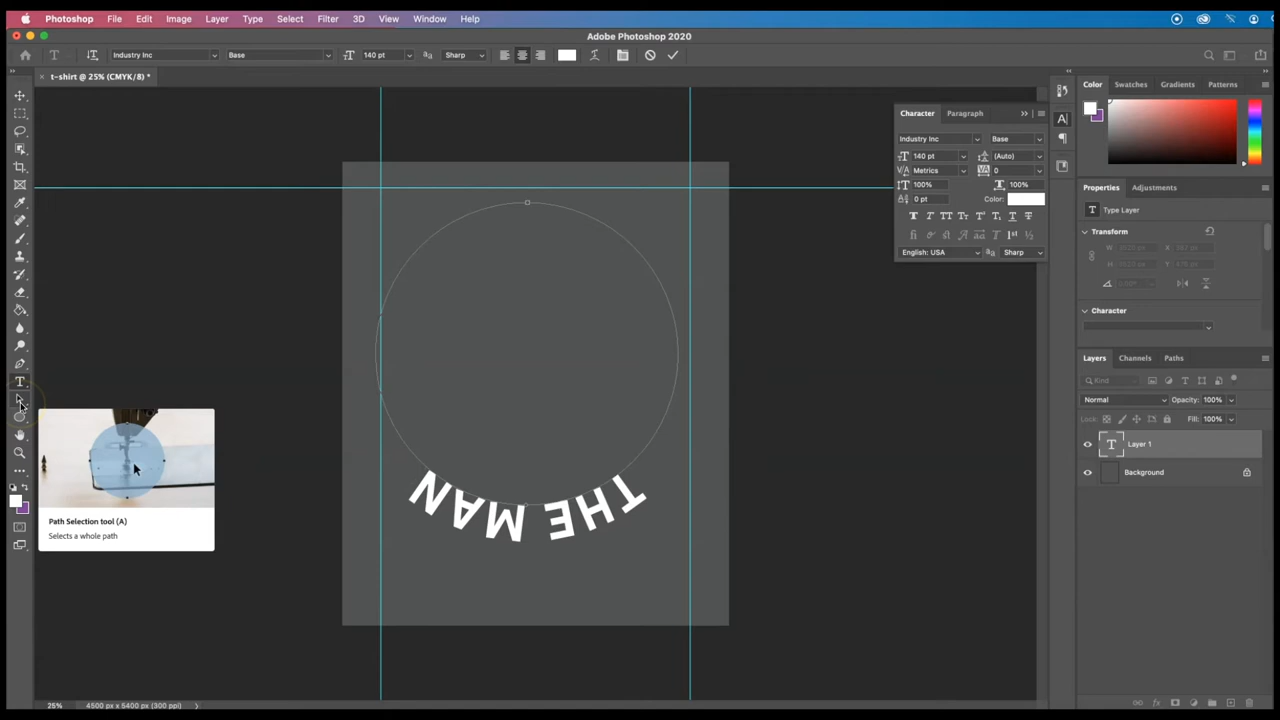 Photoshop File Edit Image Layer Type Select Filter 3D View Window Help
Adobe Photoshop 2020
Industry Inc Base 140 pt Sharp
t-shirt @ 25% (CMYK/8) *
Color Swatches Gradients Patterns
Character Paragraph
Industry Inc Base
140 pt (Auto)
Metrics 0
100% 100%
0 pt Color:
English: USA Sharp
Properties Adjustments
Type Layer
Transform
Character
Layers Channels Paths
Kind
Normal Opacity: 100%
Lock: Fill: 100%
Layer 1
Background
THE MAN
Path Selection tool (A)
Selects a whole path
25% 4500 px x 5400 px (300 ppi)